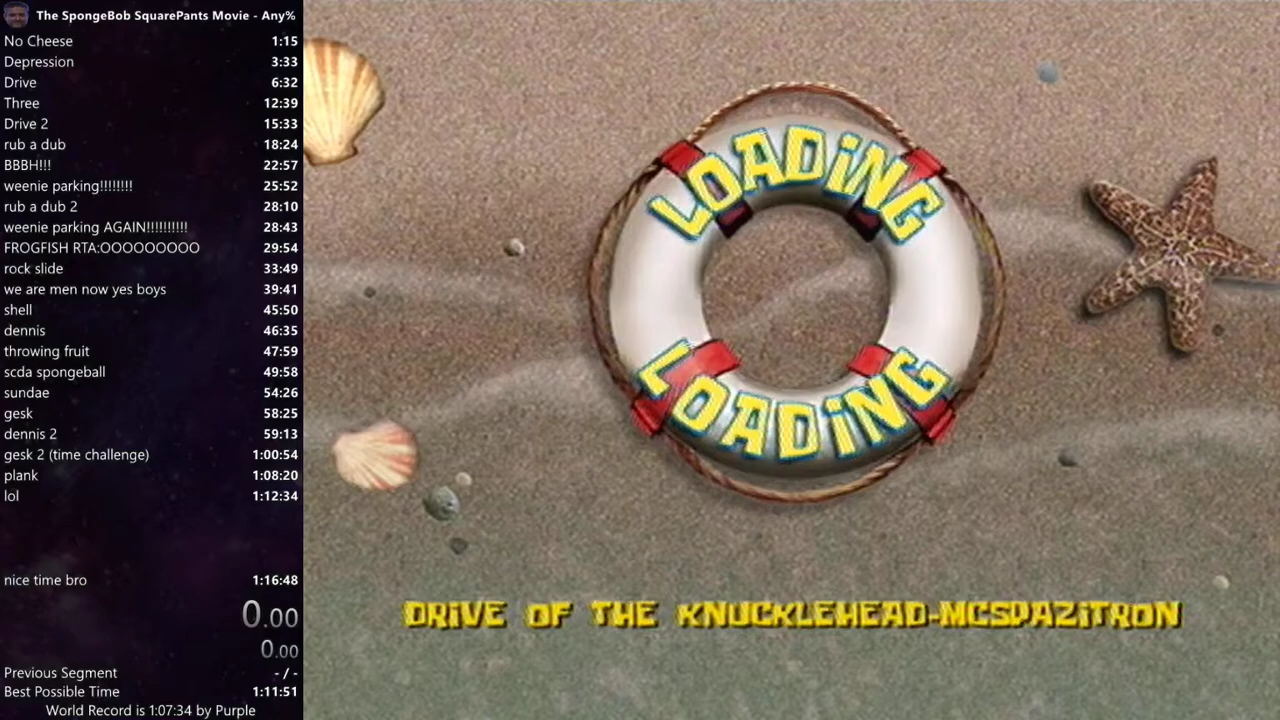 The SpongeBob SquarePants Movie - Any%
No Cheese 1:15
Depression 3:33
Drive 6:32
Three 12:39
Drive 2 15:33
rub a dub 18:24
BBBH!!! 22:57
weenie parking!!!!!!!! 25:52
rub a dub 2 28:10
weenie parking AGAIN!!!!!!!!!! 28:43
FROGFISH RTA:OOOOOOOOO 29:54
rock slide 33:49
we are men now yes boys 39:41
shell 45:50
dennis 46:35
throwing fruit 47:59
scda spongeball 49:58
sundae 54:26
gesk 58:25
dennis 2 59:13
gesk 2 (time challenge) 1:00:54
plank 1:08:20
lol 1:12:34
nice time bro 1:16:48
0.00
0.00
Previous Segment - / -
Best Possible Time 1:11:51
World Record is 1:07:34 by Purple
LOADiNG
LOADiNG
DRiVE OF THE KNUCKLEHEAD-MCSPAZiTRON